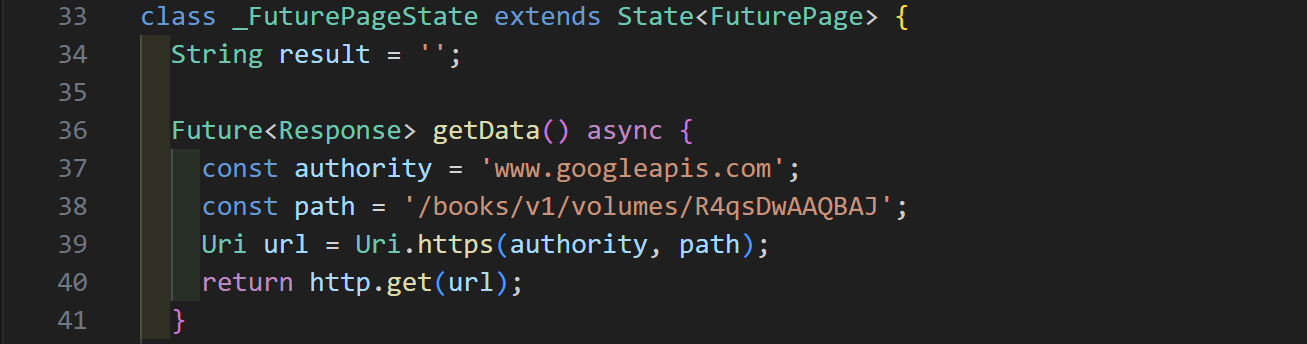 33 class _FuturePageState extends State<FuturePage> {
34 String result = '';
35
36 Future<Response> getData() async {
37 const authority = 'www.googleapis.com';
38 const path = '/books/v1/volumes/R4qsDwAAQBAJ';
39 Uri url = Uri.https(authority, path);
40 return http.get(url);
41 }